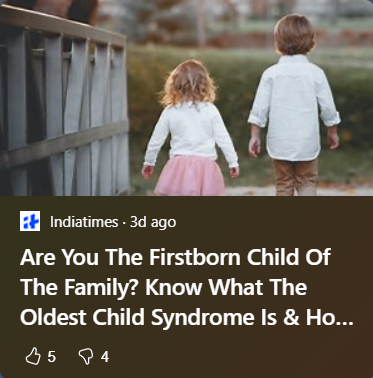 Indiatimes · 3d ago
Are You The Firstborn Child Of
The Family? Know What The
Oldest Child Syndrome Is & Ho...
5 4